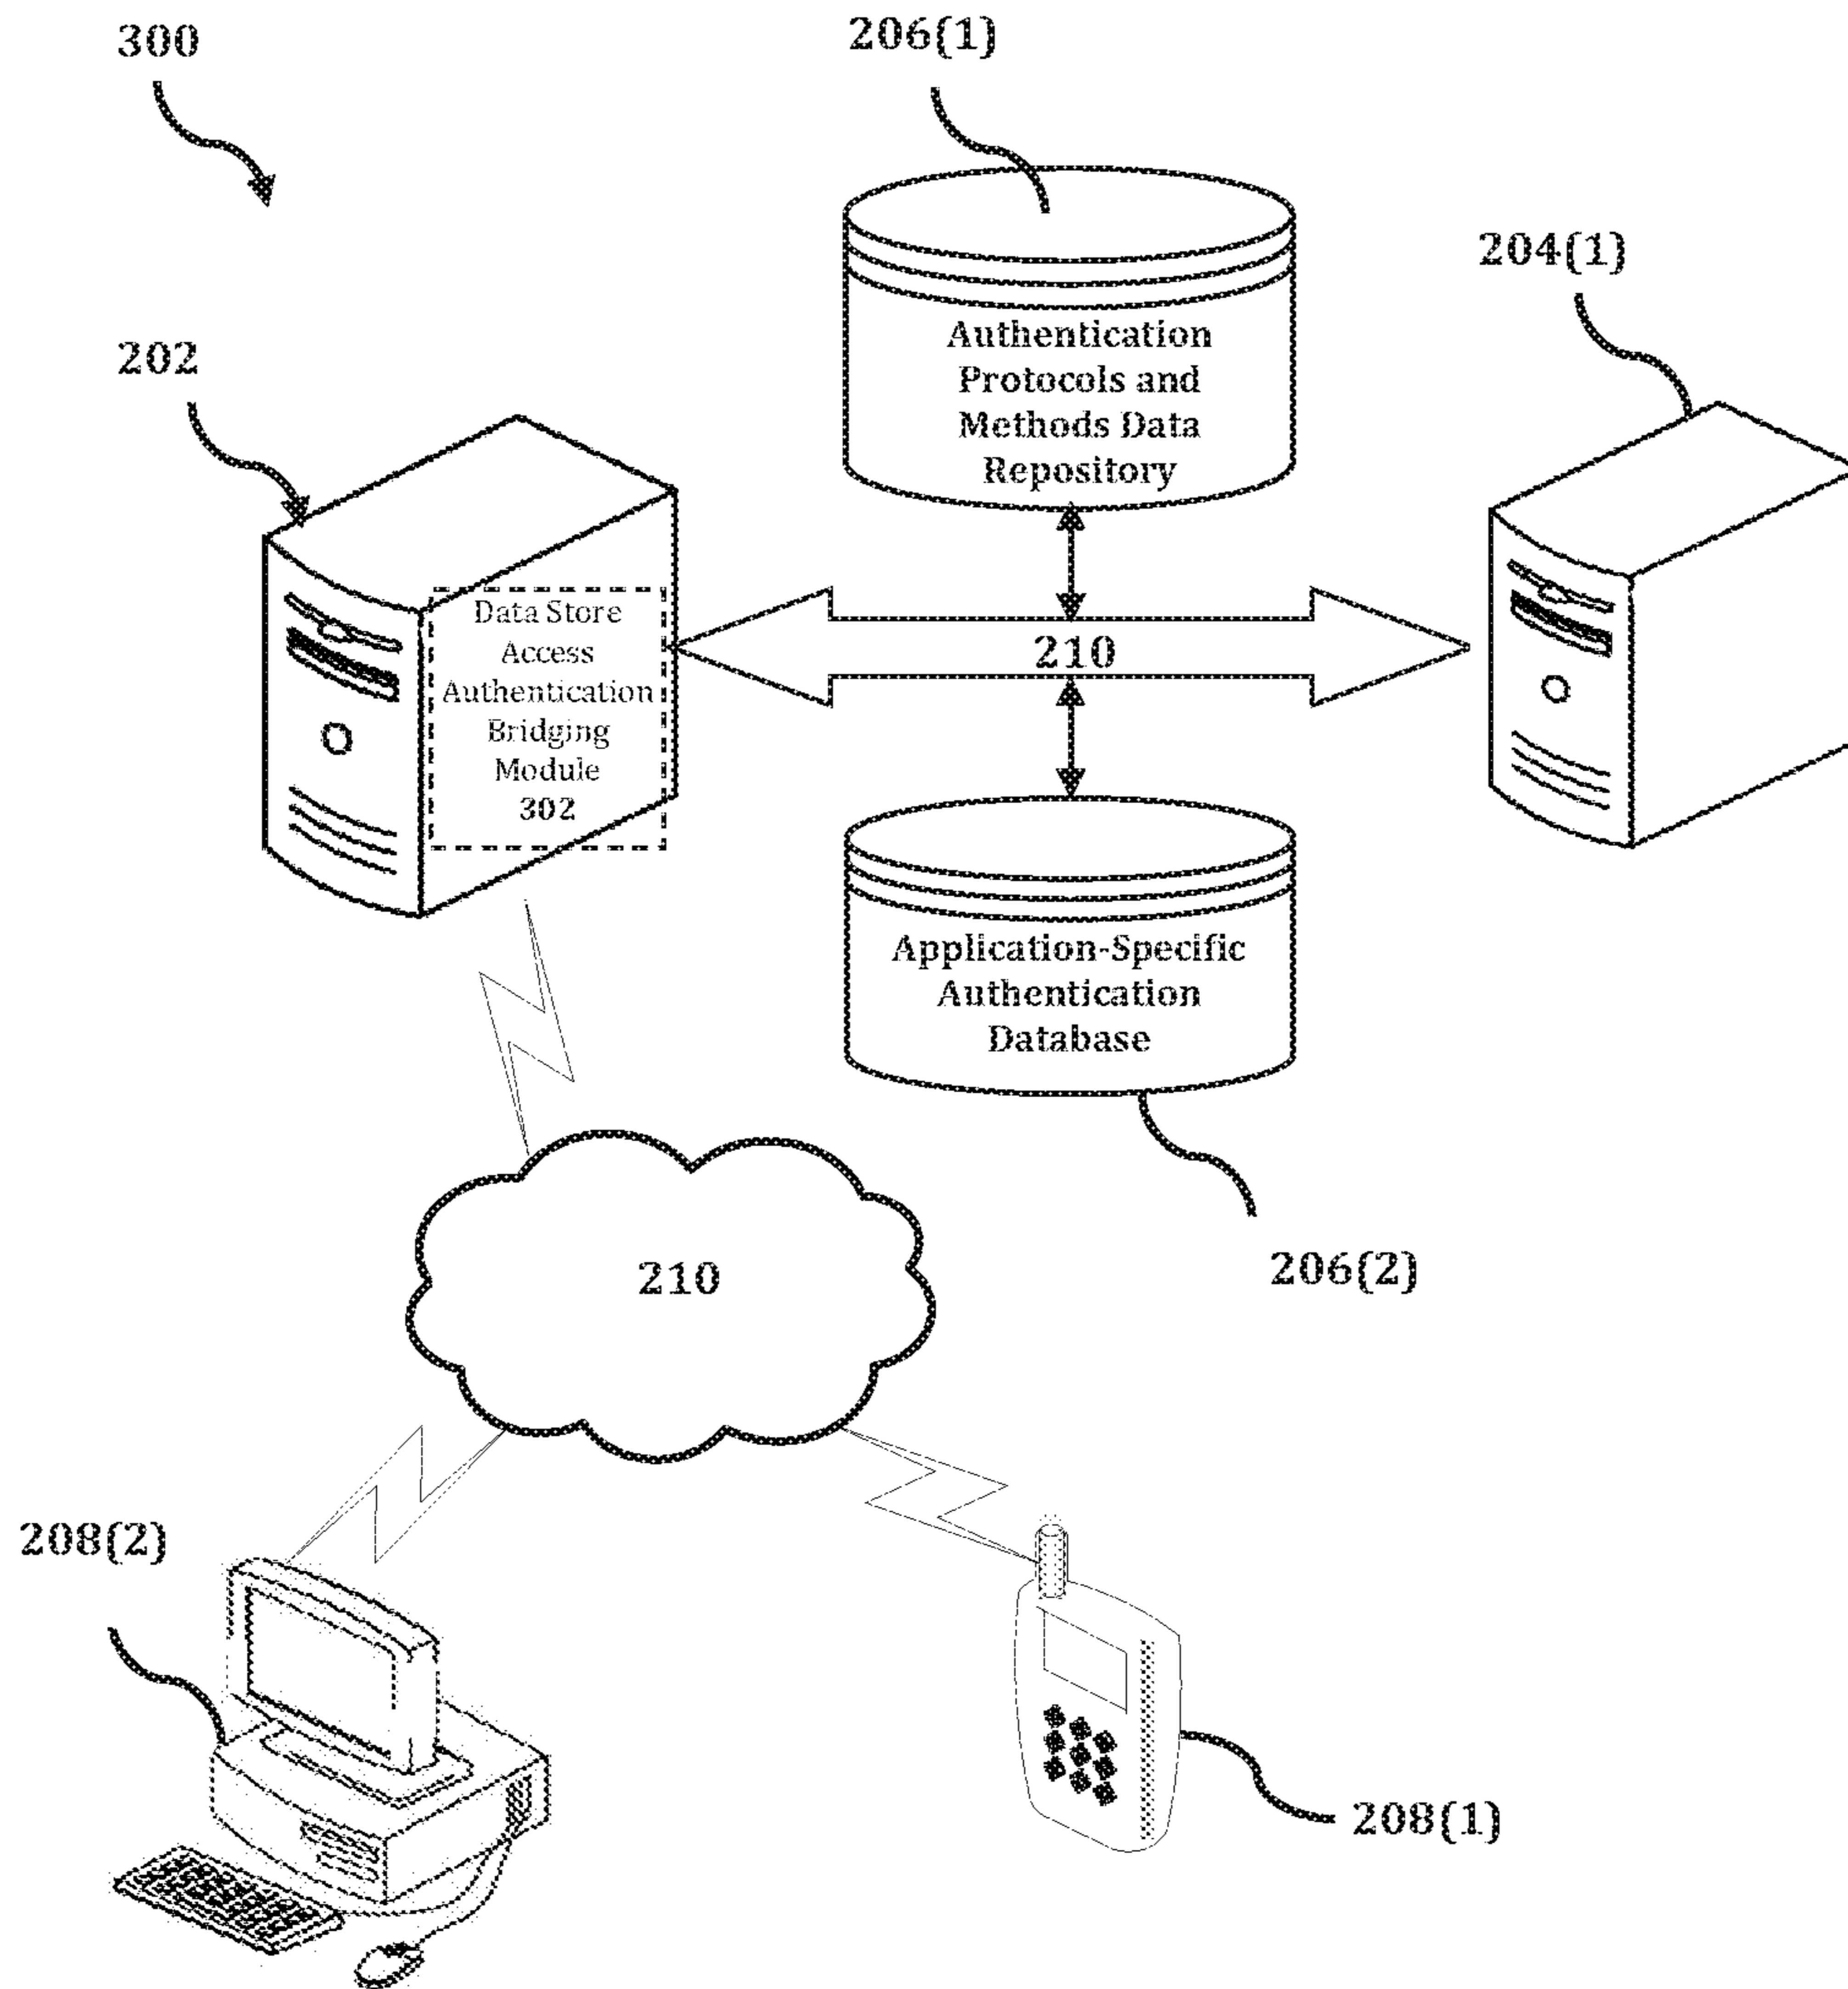 300
206(1)
204(1)
202
Authentication
Protocols and
Methods Data
Repository
Data Store
Access
Authentication
Bridging
Module
302
210
Application-Specific
Authentication
Database
206(2)
210
208(2)
208(1)